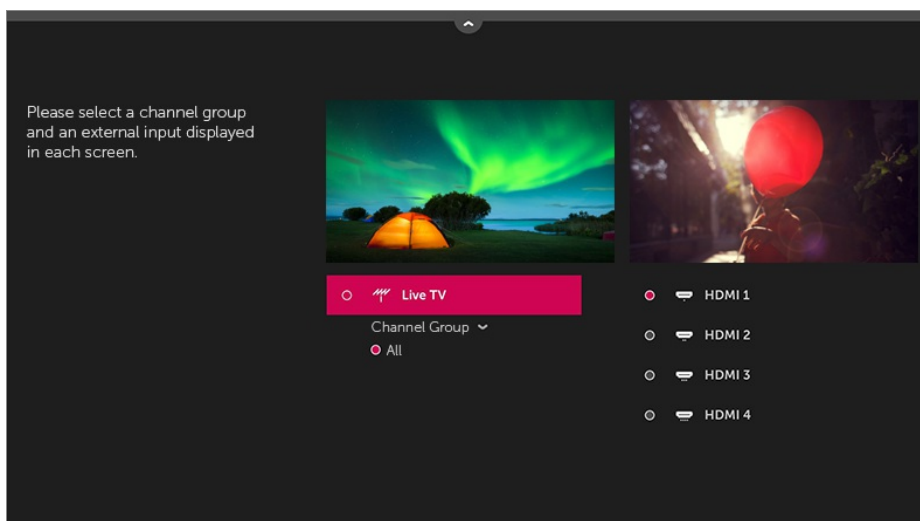 Please select a channel group
and an external input displayed
in each screen.
Live TV
Channel Group
All
HDMI 1
HDMI 2
HDMI 3
HDMI 4